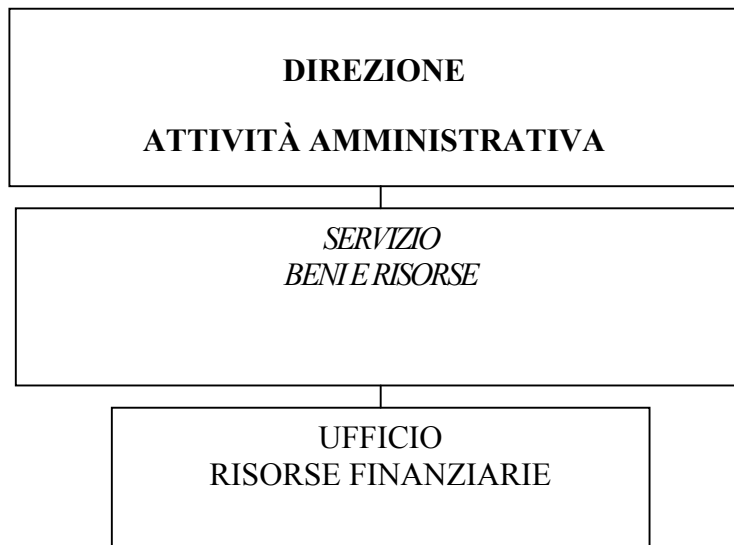 DIREZIONE
ATTIVITÀ AMMINISTRATIVA
SERVIZIO
BENI E RISORSE
UFFICIO
RISORSE FINANZIARIE